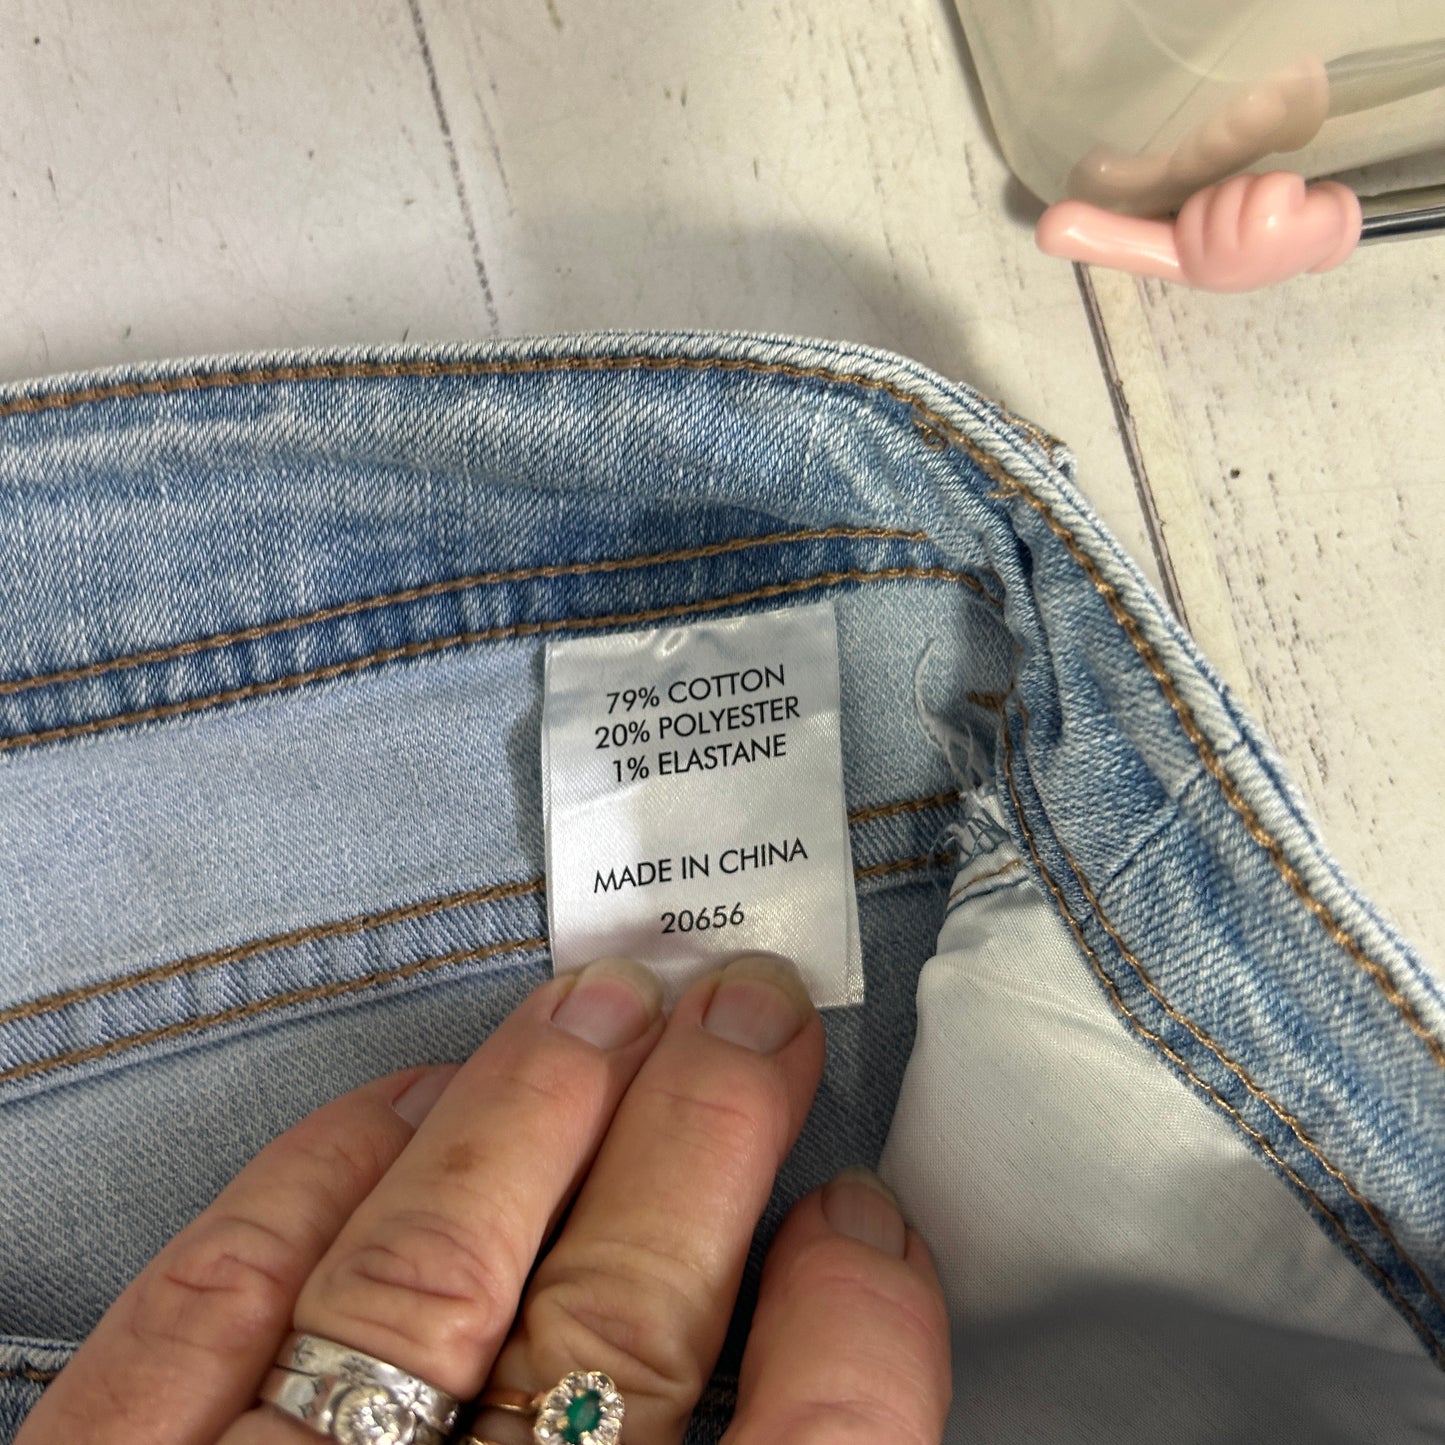 79% COTTON
20% POLYESTER
1% ELASTANE
MADE IN CHINA
20656